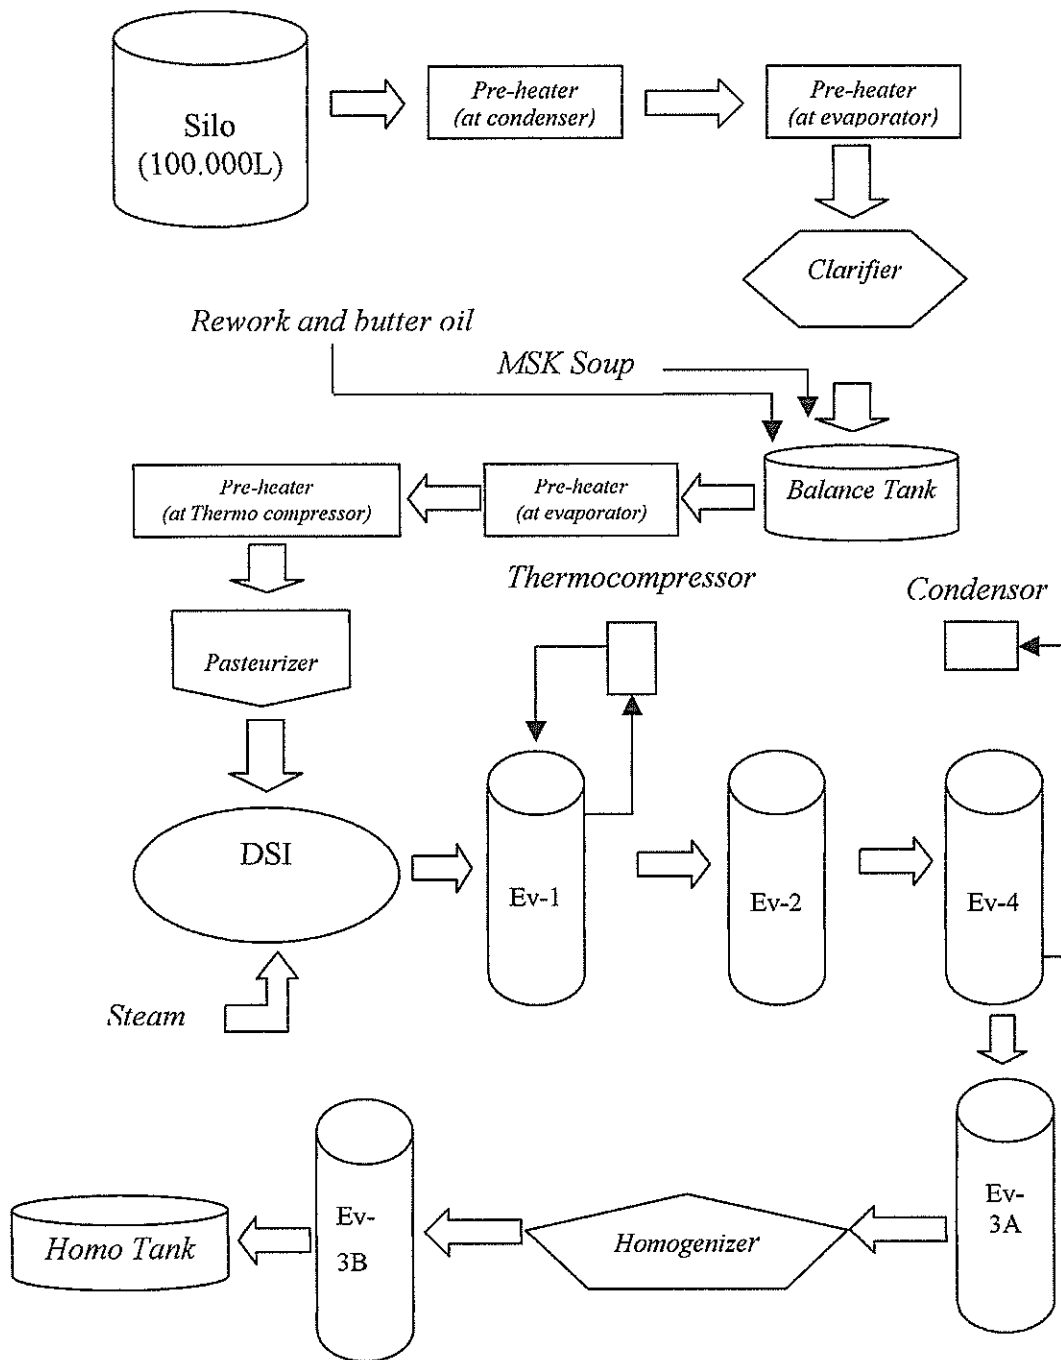 Silo
(100.000L)
Pre-heater
(at condenser)
Pre-heater
(at evaporator)
Clarifier
Rework and butter oil
MSK Soup
Balance Tank
Pre-heater
(at evaporator)
Pre-heater
(at Thermo compressor)
Pasteurizer
Thermocompressor
Condensor
DSI
Steam
Ev-1
Ev-2
Ev-4
Ev-
3A
Homogenizer
Ev-
3B
Homo Tank